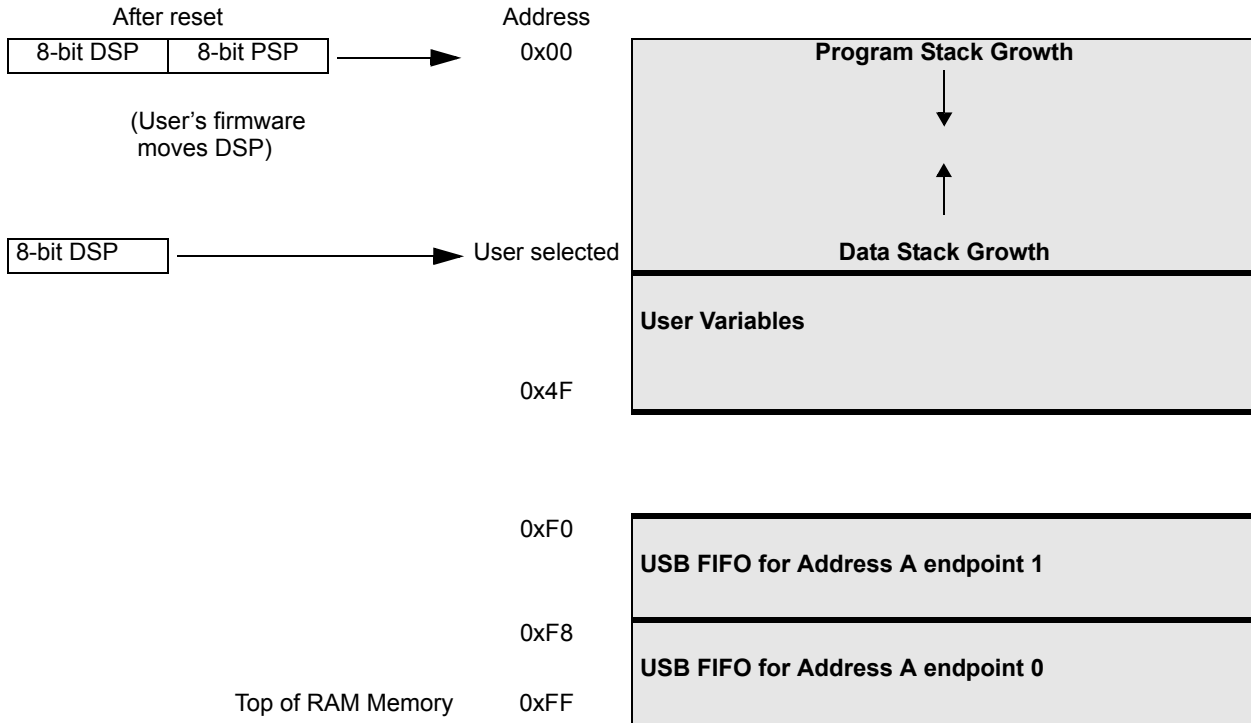 After reset Address
8-bit DSP 8-bit PSP 0x00 Program Stack Growth
(User's firmware
moves DSP)
8-bit DSP User selected Data Stack Growth
User Variables
0x4F
0xF0
USB FIFO for Address A endpoint 1
0xF8
USB FIFO for Address A endpoint 0
Top of RAM Memory 0xFF